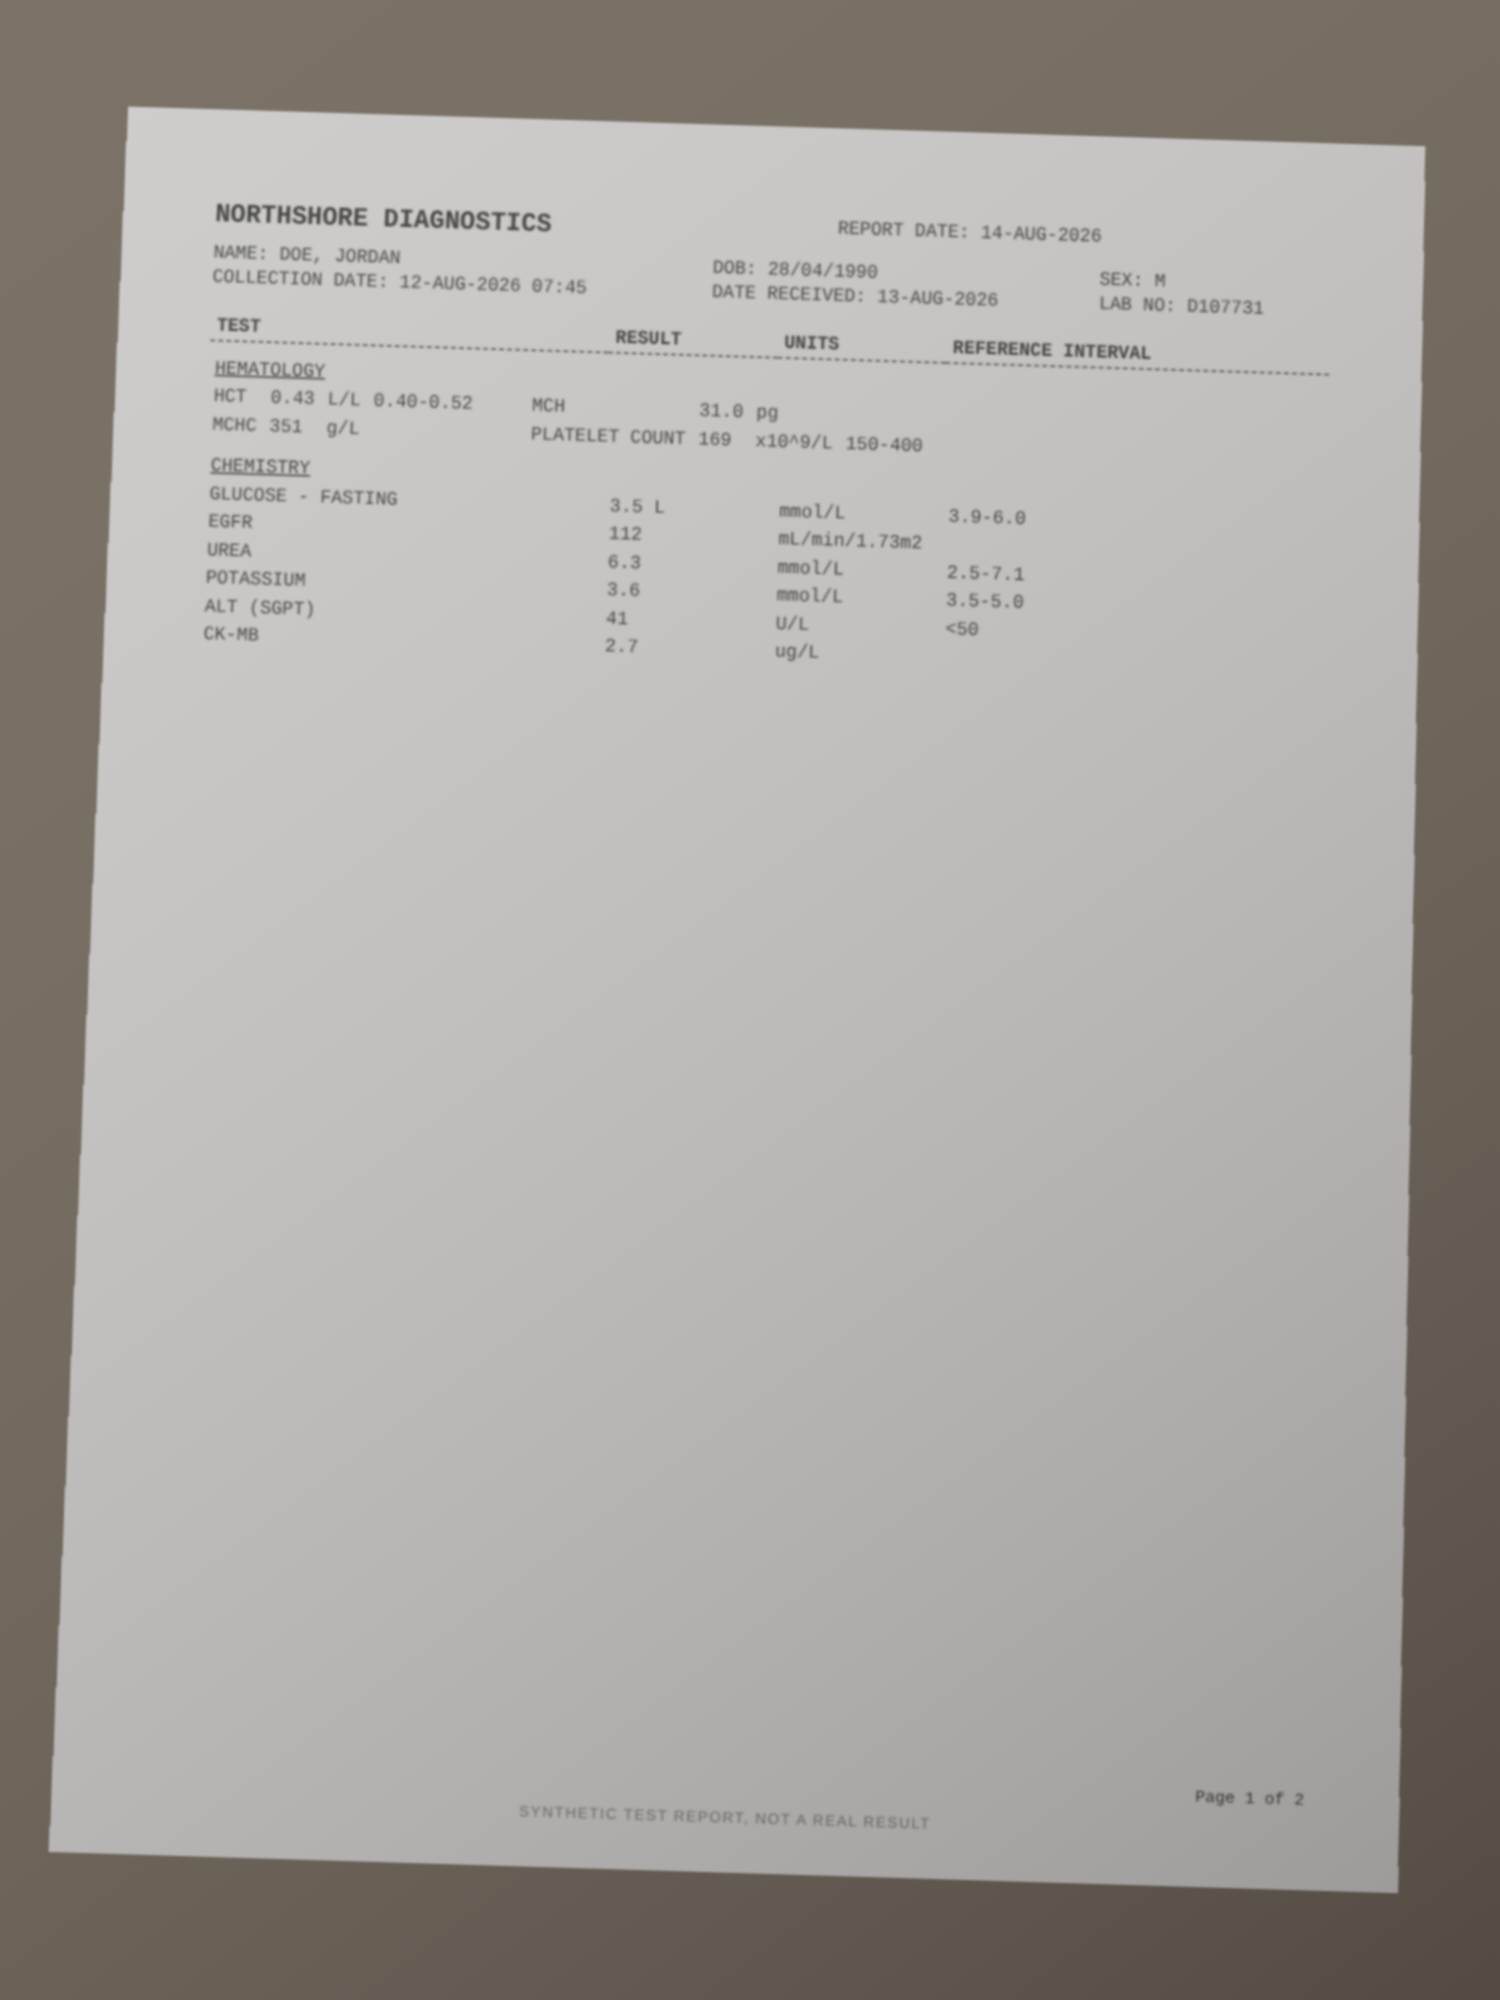 NORTHSHORE DIAGNOSTICS
REPORT DATE: 14-AUG-2026
NAME: DOE, JORDAN DOB: 28/04/1990 SEX: M
COLLECTION DATE: 12-AUG-2026 07:45 DATE RECEIVED: 13-AUG-2026 LAB NO: D107731
TEST RESULT UNITS REFERENCE INTERVAL
HEMATOLOGY
HCT 0.43 L/L 0.40-0.52 MCH 31.0 pg
MCHC 351 g/L PLATELET COUNT 169 x10^9/L 150-400
CHEMISTRY
GLUCOSE - FASTING 3.5 L mmol/L 3.9-6.0
EGFR 112 mL/min/1.73m2
UREA 6.3 mmol/L 2.5-7.1
POTASSIUM 3.6 mmol/L 3.5-5.0
ALT (SGPT) 41 U/L <50
CK-MB 2.7 ug/L
Page 1 of 2
SYNTHETIC TEST REPORT, NOT A REAL RESULT